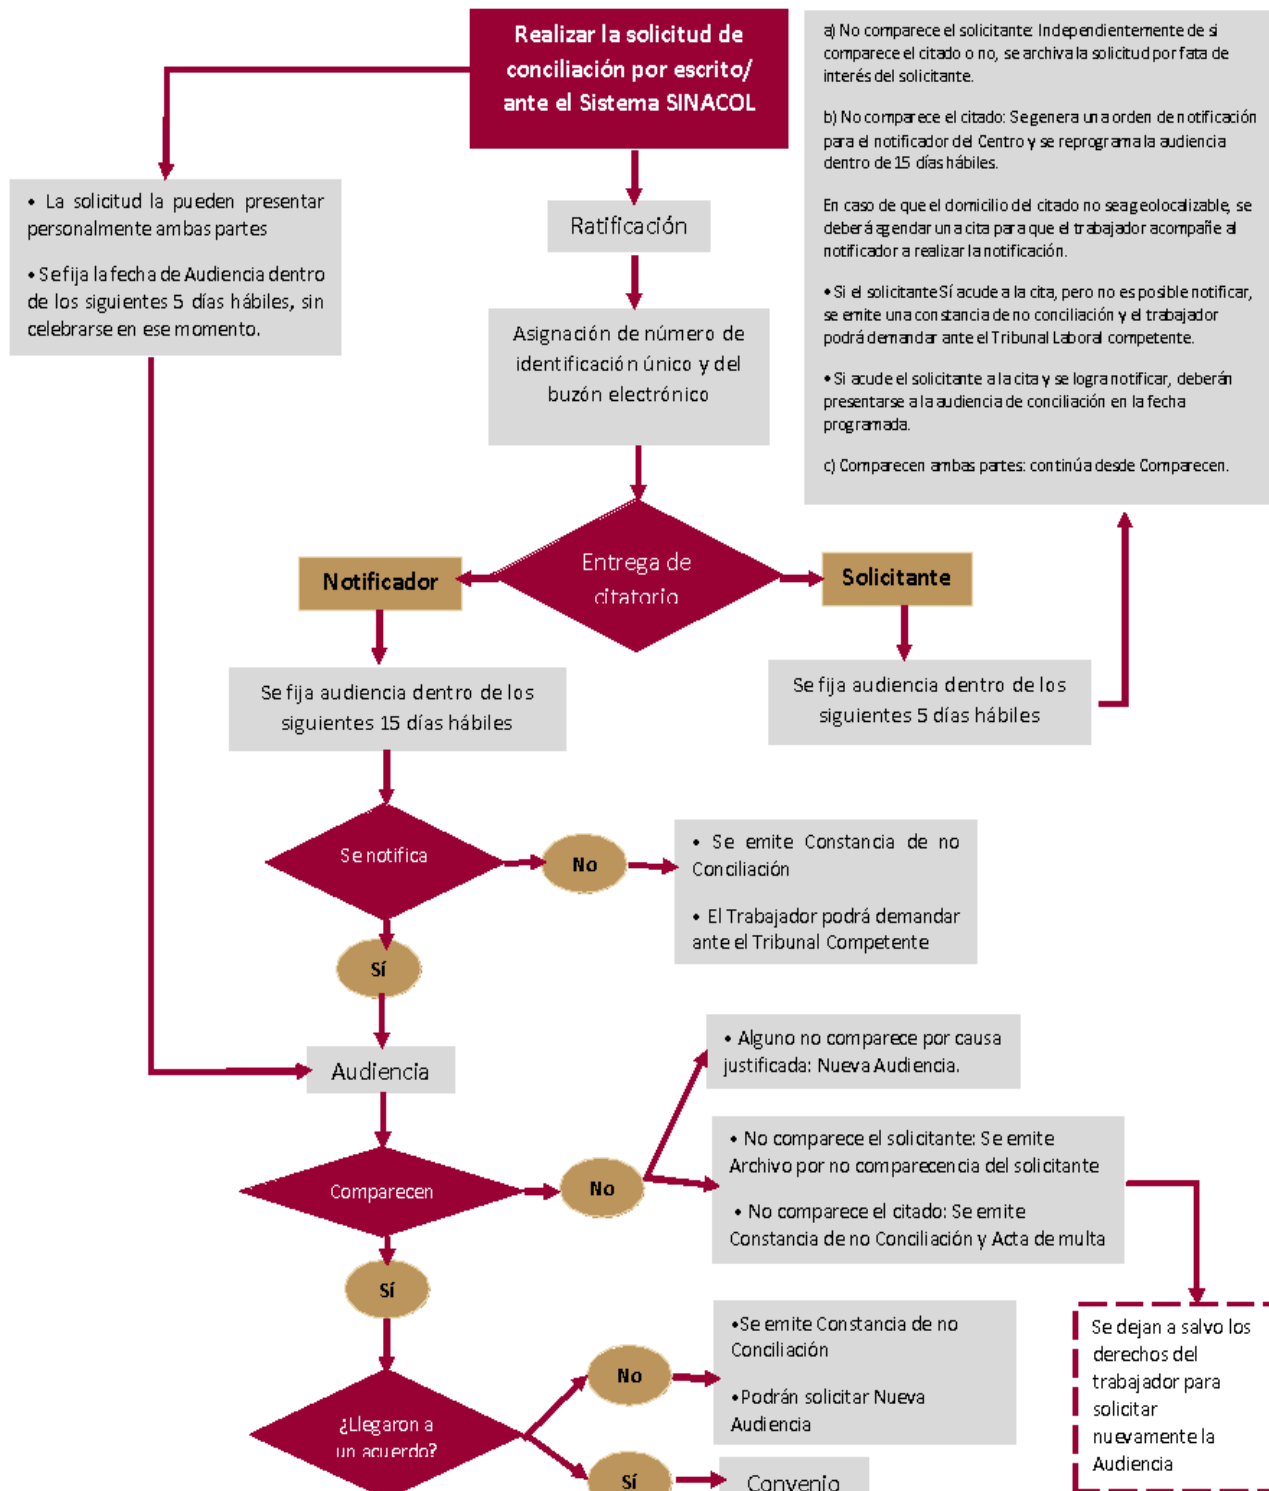 Realizar la solicitud de
conciliación por escrito/
ante el Sistema SINACOL
• La solicitud la pueden presentar
personalmente ambas partes
• Se fija la fecha de Audiencia dentro
de los siguientes 5 días hábiles, sin
celebrarse en ese momento.
Ratificación
Asignación de número de
identificación único y del
buzón electrónico
a) No comparece el solicitante: Independientemente de si
comparece el citado o no, se archiva la solicitud por fata de
interés del solicitante.
b) No comparece el citado: Se genera una orden de notificación
para el notificador del Centro y se reprograma la audiencia
dentro de 15 días hábiles.
En caso de que el domicilio del citado no sea geolocalizable, se
deberá agendar una cita para que el trabajador acompañe al
notificador a realizar la notificación.
• Si el solicitante Sí acude a la cita, pero no es posible notificar,
se emite una constancia de no conciliación y el trabajador
podrá demandar ante el Tribunal Laboral competente.
• Si acude el solicitante a la cita y se logra notificar, deberán
presentarse a la audiencia de conciliación en la fecha
programada.
c) Comparecen ambas partes: continúa desde Comparecen.
Entrega de
citatorio
Notificador
Solicitante
Se fija audiencia dentro de los
siguientes 15 días hábiles
Se fija audiencia dentro de los
siguientes 5 días hábiles
Se notifica
No
• Se emite Constancia de no
Conciliación
• El Trabajador podrá demandar
ante el Tribunal Competente
Sí
Audiencia
• Alguno no comparece por causa
justificada: Nueva Audiencia.
Comparecen
No
• No comparece el solicitante: Se emite
Archivo por no comparecencia del solicitante
• No comparece el citado: Se emite
Constancia de no Conciliación y Acta de multa
Sí
Se dejan a salvo los
derechos del
trabajador para
solicitar
nuevamente la
Audiencia
¿Llegaron a
un acuerdo?
No
•Se emite Constancia de no
Conciliación
•Podrán solicitar Nueva
Audiencia
Sí
Convenio